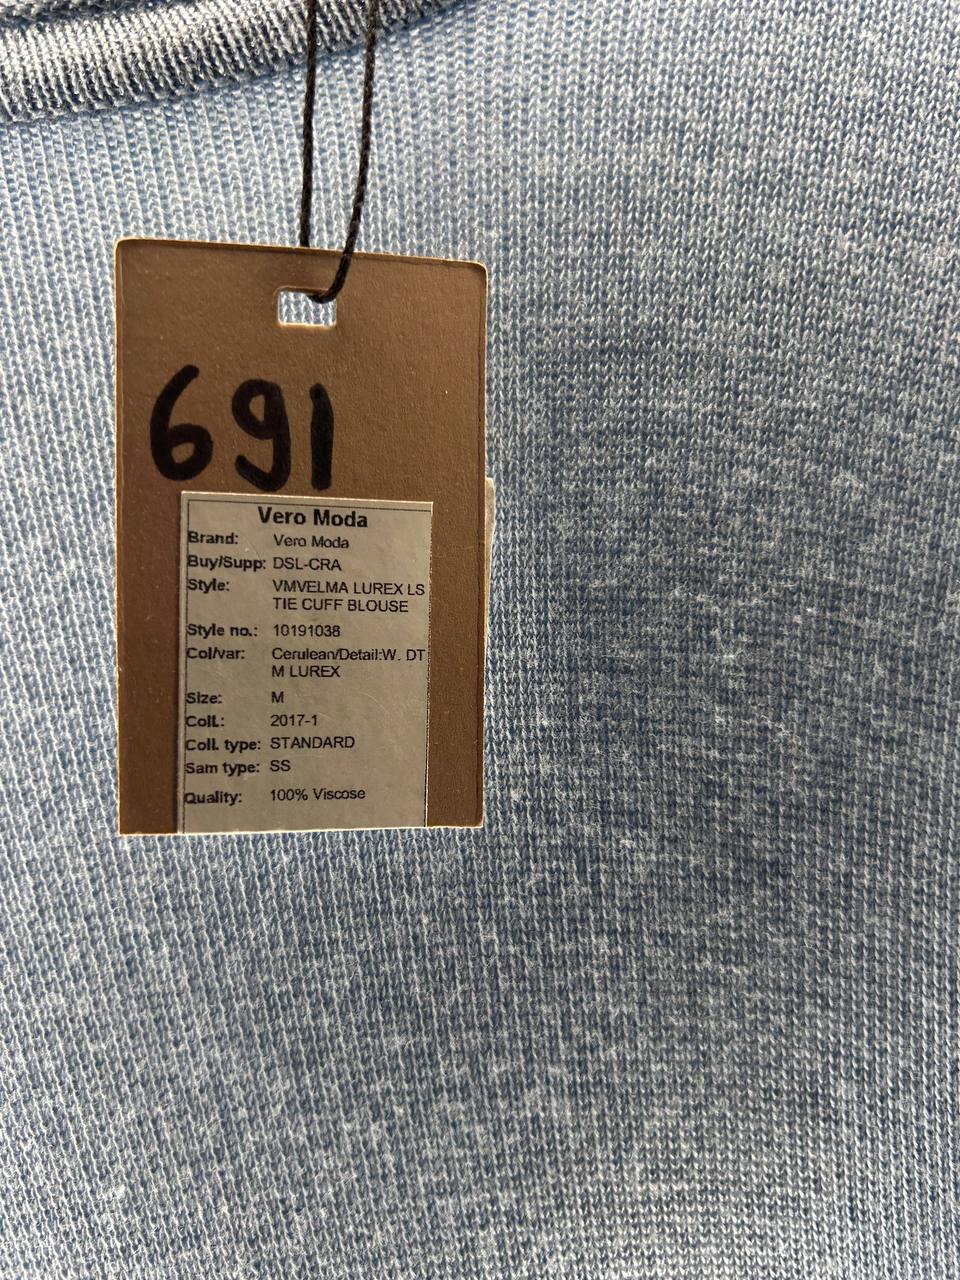 691
Vero Moda
Brand: Vero Moda
Buy/Supp: DSL-CRA
Style: VMVELMA LUREX LS
TIE CUFF BLOUSE
Style no.: 10191038
Col/var: Cerulean/Detail:W. DT
M LUREX
Size: M
Coll.: 2017-1
Coll. type: STANDARD
Sam type: SS
Quality: 100% Viscose